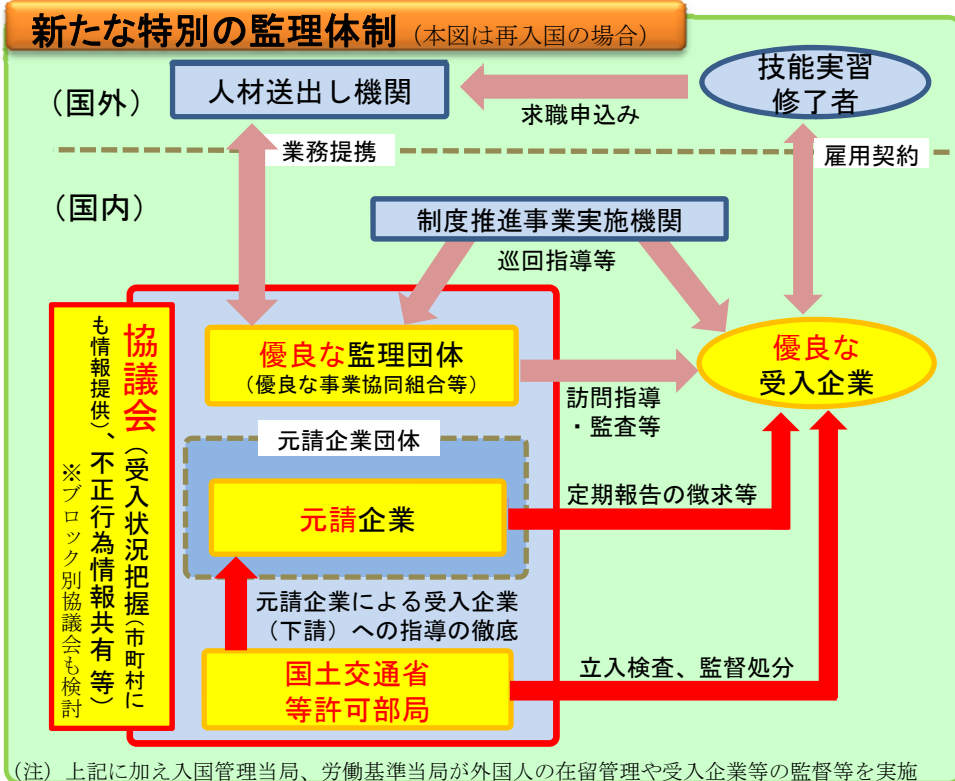 新たな特別の監理体制（本図は再入国の場合）
（国外）
人材送出し機関
技能実習
修了者
求職申込み
業務提携
雇用契約
（国内）
制度推進事業実施機関
巡回指導等
協議会（受入状況把握（市町村に
も情報提供）、不正行為情報共有 等）
※ブロック別協議会も検討
優良な監理団体
（優良な事業協同組合等）
優良な
受入企業
訪問指導
・監査等
元請企業団体
元請企業
定期報告の徴求等
元請企業による受入企業
（下請）への指導の徹底
国土交通省
等許可部局
立入検査、監督処分
（注）上記に加え入国管理当局、労働基準当局が外国人の在留管理や受入企業等の監督等を実施